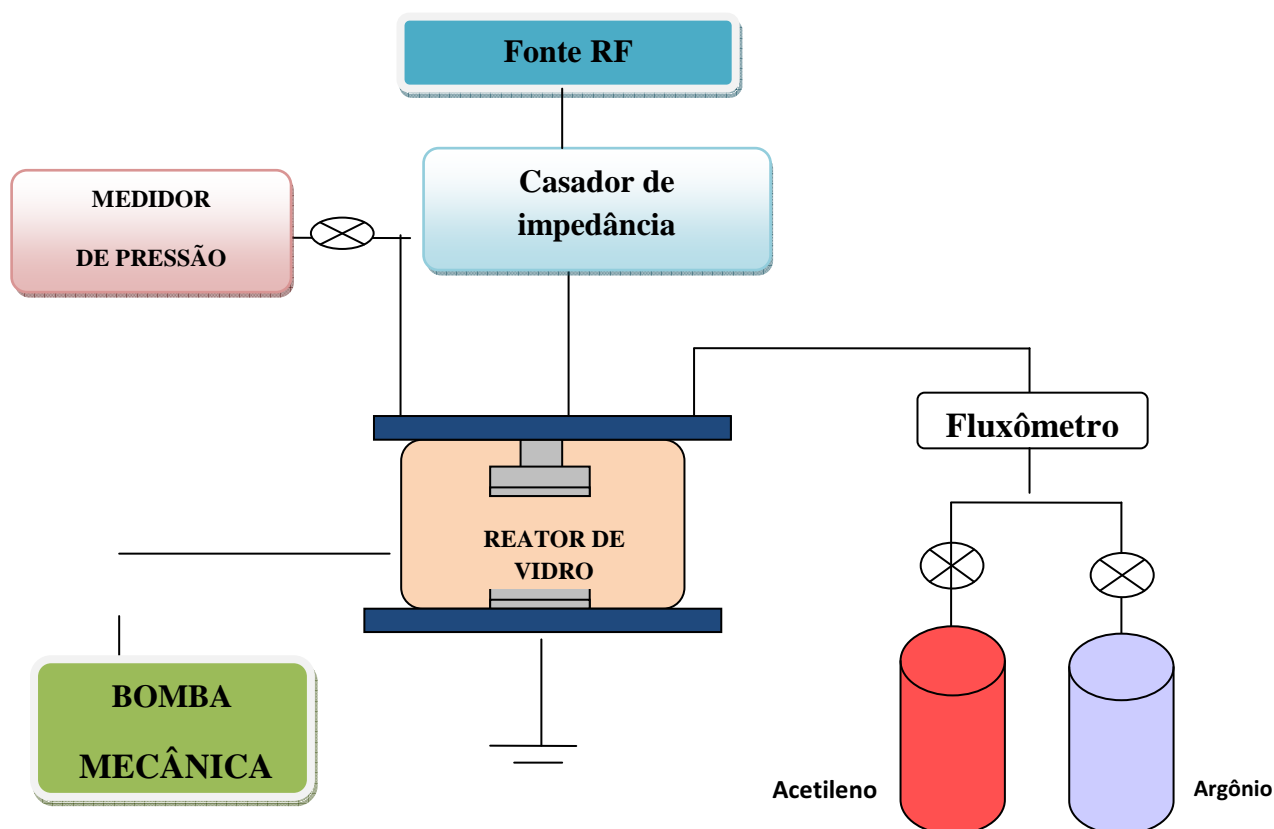 Fonte RF
Casador de
impedância
MEDIDOR
DE PRESSÃO
Fluxômetro
REATOR DE
VIDRO
BOMBA
MECÂNICA
Acetileno
Argônio